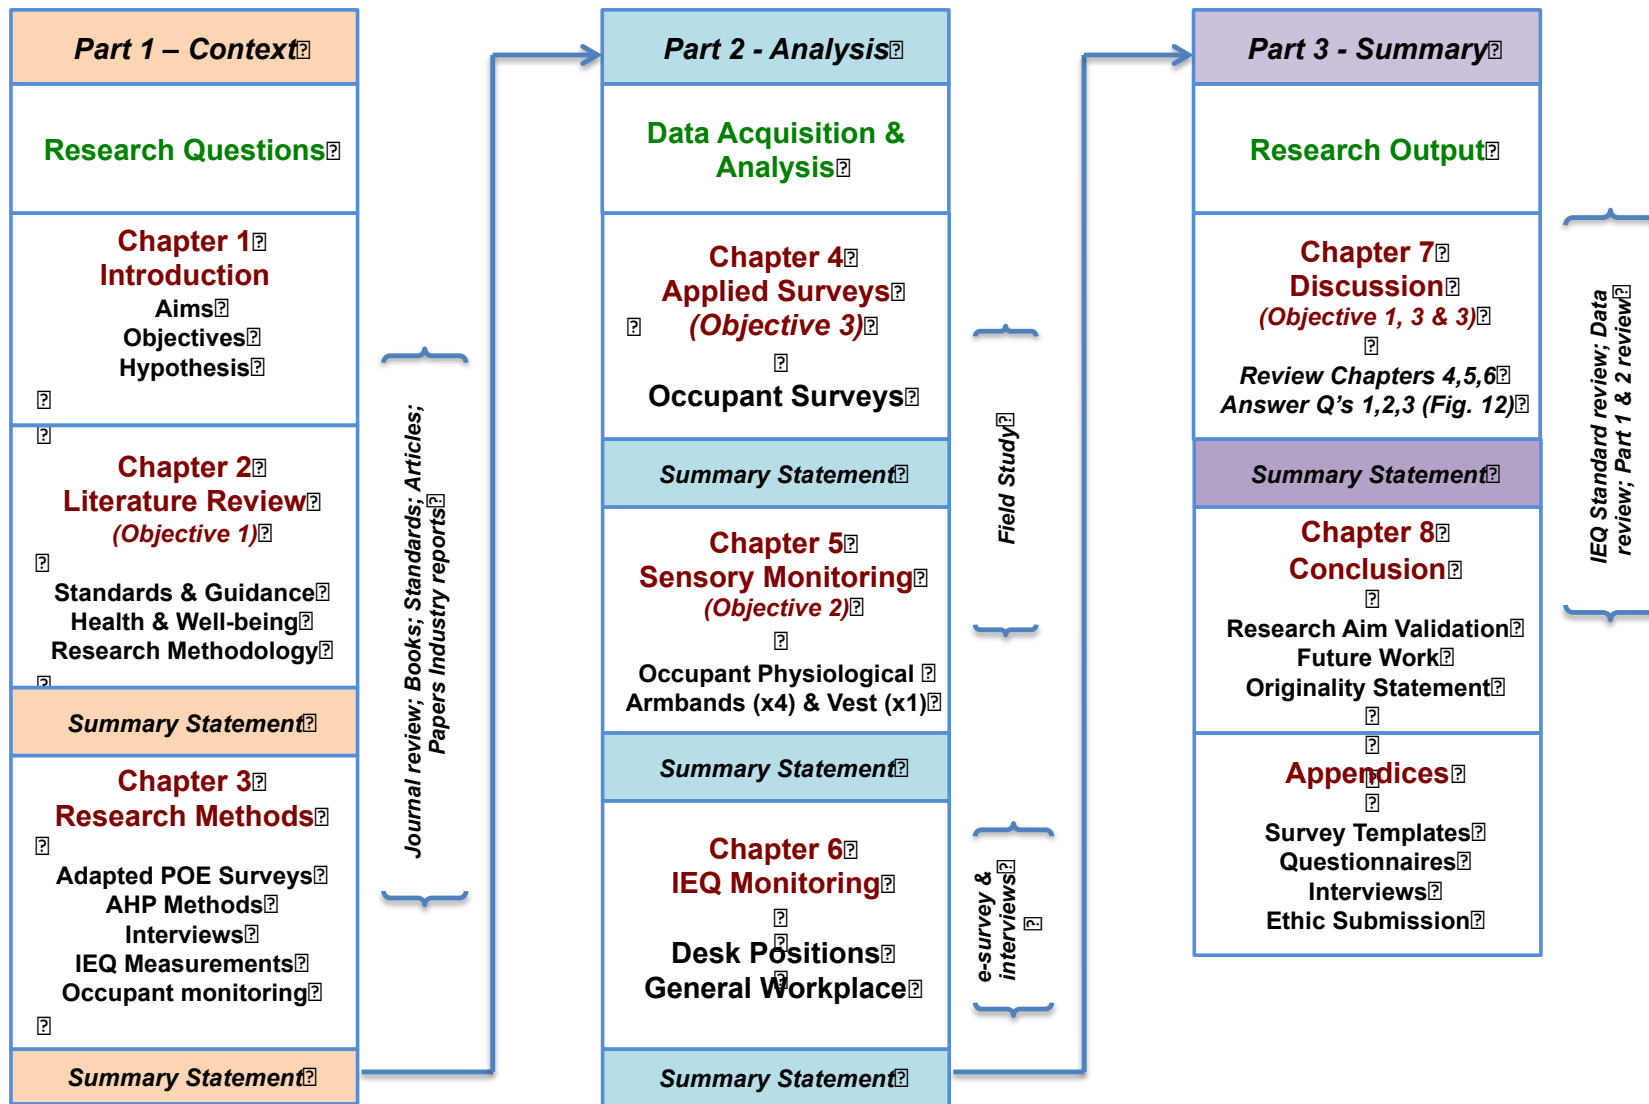 Part 1 – Context
Research Questions
Chapter 1
Introduction
Aims
Objectives
Hypothesis
Chapter 2
Literature Review
(Objective 1)
Standards & Guidance
Health & Well-being
Research Methodology
Summary Statement
Chapter 3
Research Methods
Adapted POE Surveys
AHP Methods
Interviews
IEQ Measurements
Occupant monitoring
Summary Statement
Journal review; Books; Standards; Articles;
Papers Industry reports
Part 2 - Analysis
Data Acquisition &
Analysis
Chapter 4
Applied Surveys
(Objective 3)
Occupant Surveys
Summary Statement
Chapter 5
Sensory Monitoring
(Objective 2)
Occupant Physiological
Armbands (x4) & Vest (x1)
Summary Statement
Chapter 6
IEQ Monitoring
Desk Positions
General Workplace
Summary Statement
Field Study
e-survey &
interviews
Part 3 - Summary
Research Output
Chapter 7
Discussion
(Objective 1, 3 & 3)
Review Chapters 4,5,6
Answer Q's 1,2,3 (Fig. 12)
Summary Statement
Chapter 8
Conclusion
Research Aim Validation
Future Work
Originality Statement
Appendices
Survey Templates
Questionnaires
Interviews
Ethic Submission
IEQ Standard review; Data
review; Part 1 & 2 review